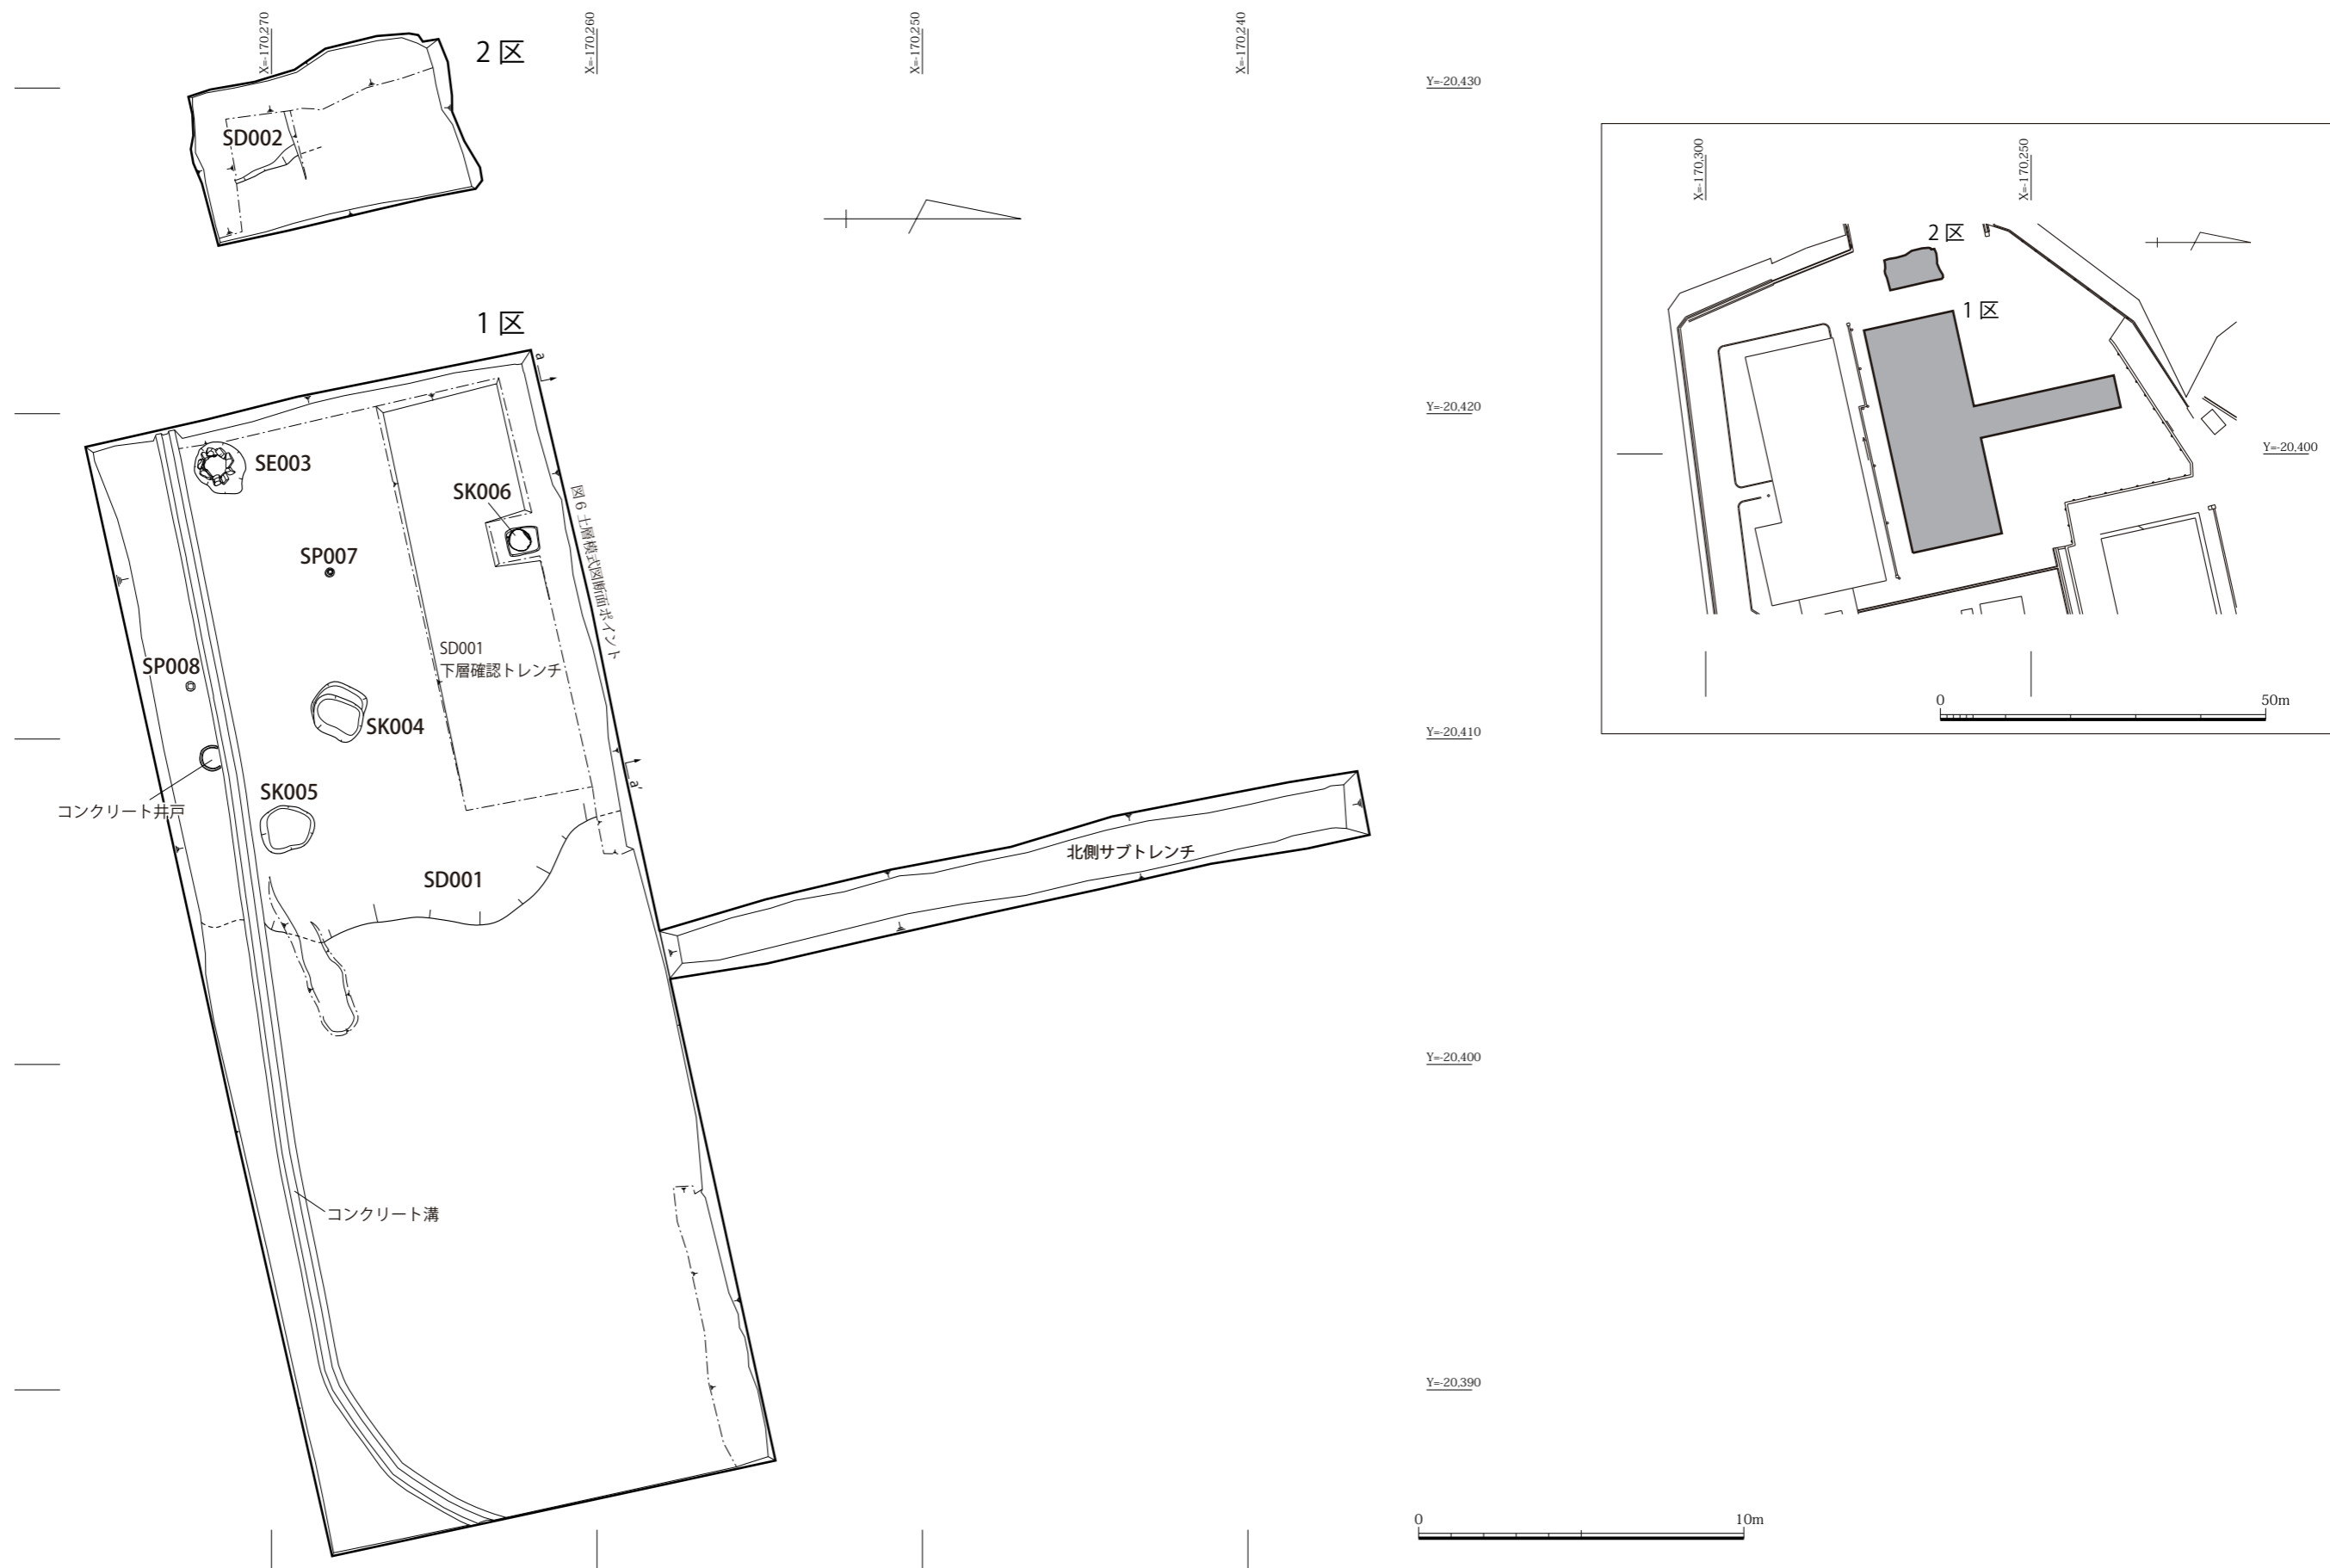 X=-170,270
X=-170,260
X=-170,250
X=-170,240
2 区
Y=-20,430
SD002
1 区
a
Y=-20,420
SE003
SK006
図 6 土層模式図断面ポイント
SP007
SD001
下層確認トレンチ
SP008
SK004
Y=-20,410
a'
SK005
コンクリート井戸
北側サブトレンチ
SD001
Y=-20,400
コンクリート溝
Y=-20,390
0 10m
X=-170,300
X=-170,250
2 区
1 区
Y=-20,400
0 50m